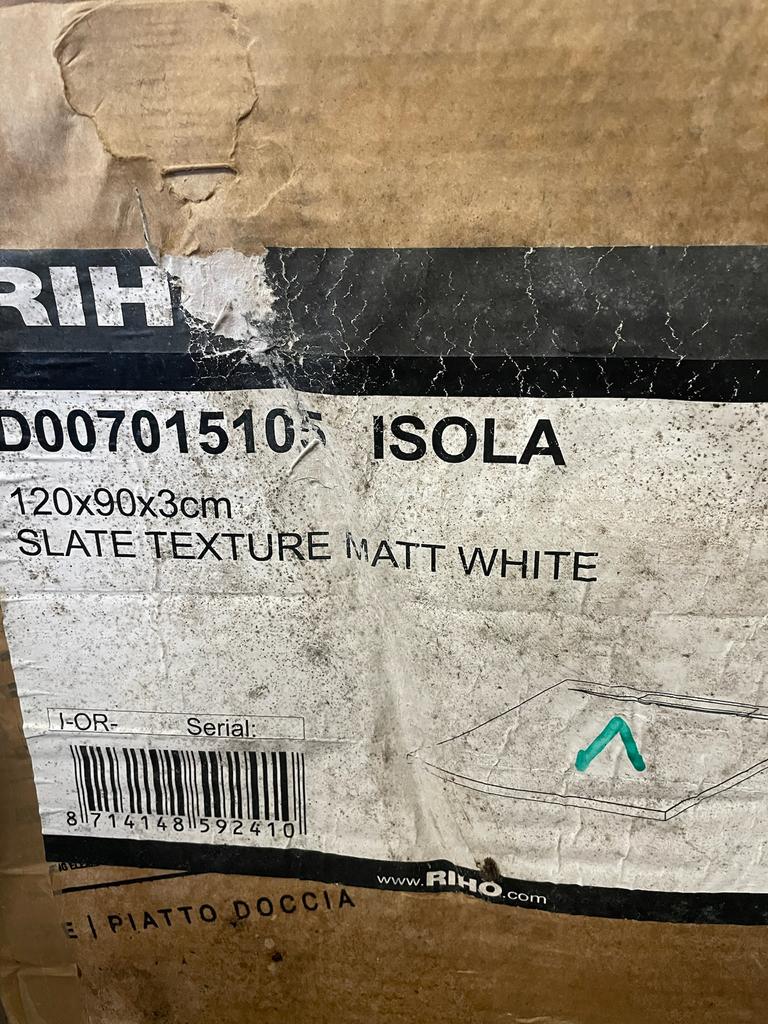 RIH
D007015105 ISOLA
120x90x3cm
SLATE TEXTURE MATT WHITE
I-OR- Serial:
8 714148 592410
www.RIHO.com
E | PIATTO DOCCIA